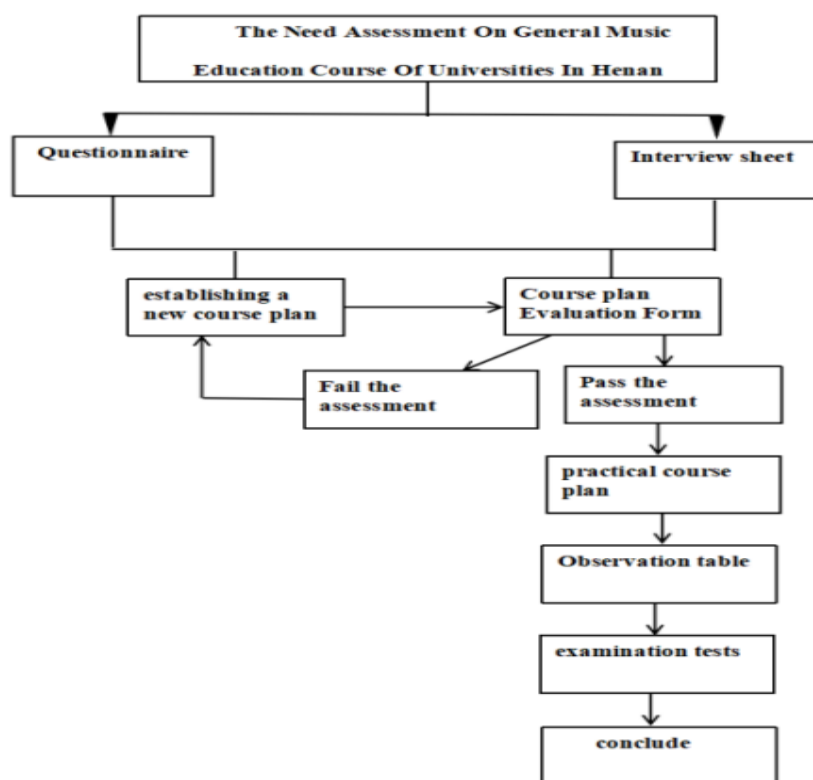 The Need Assessment On General Music
Education Course Of Universities In Henan
Questionnaire
Interview sheet
establishing a
new course plan
Course plan
Evaluation Form
Fail the
assessment
Pass the
assessment
practical course
plan
Observation table
examination tests
conclude